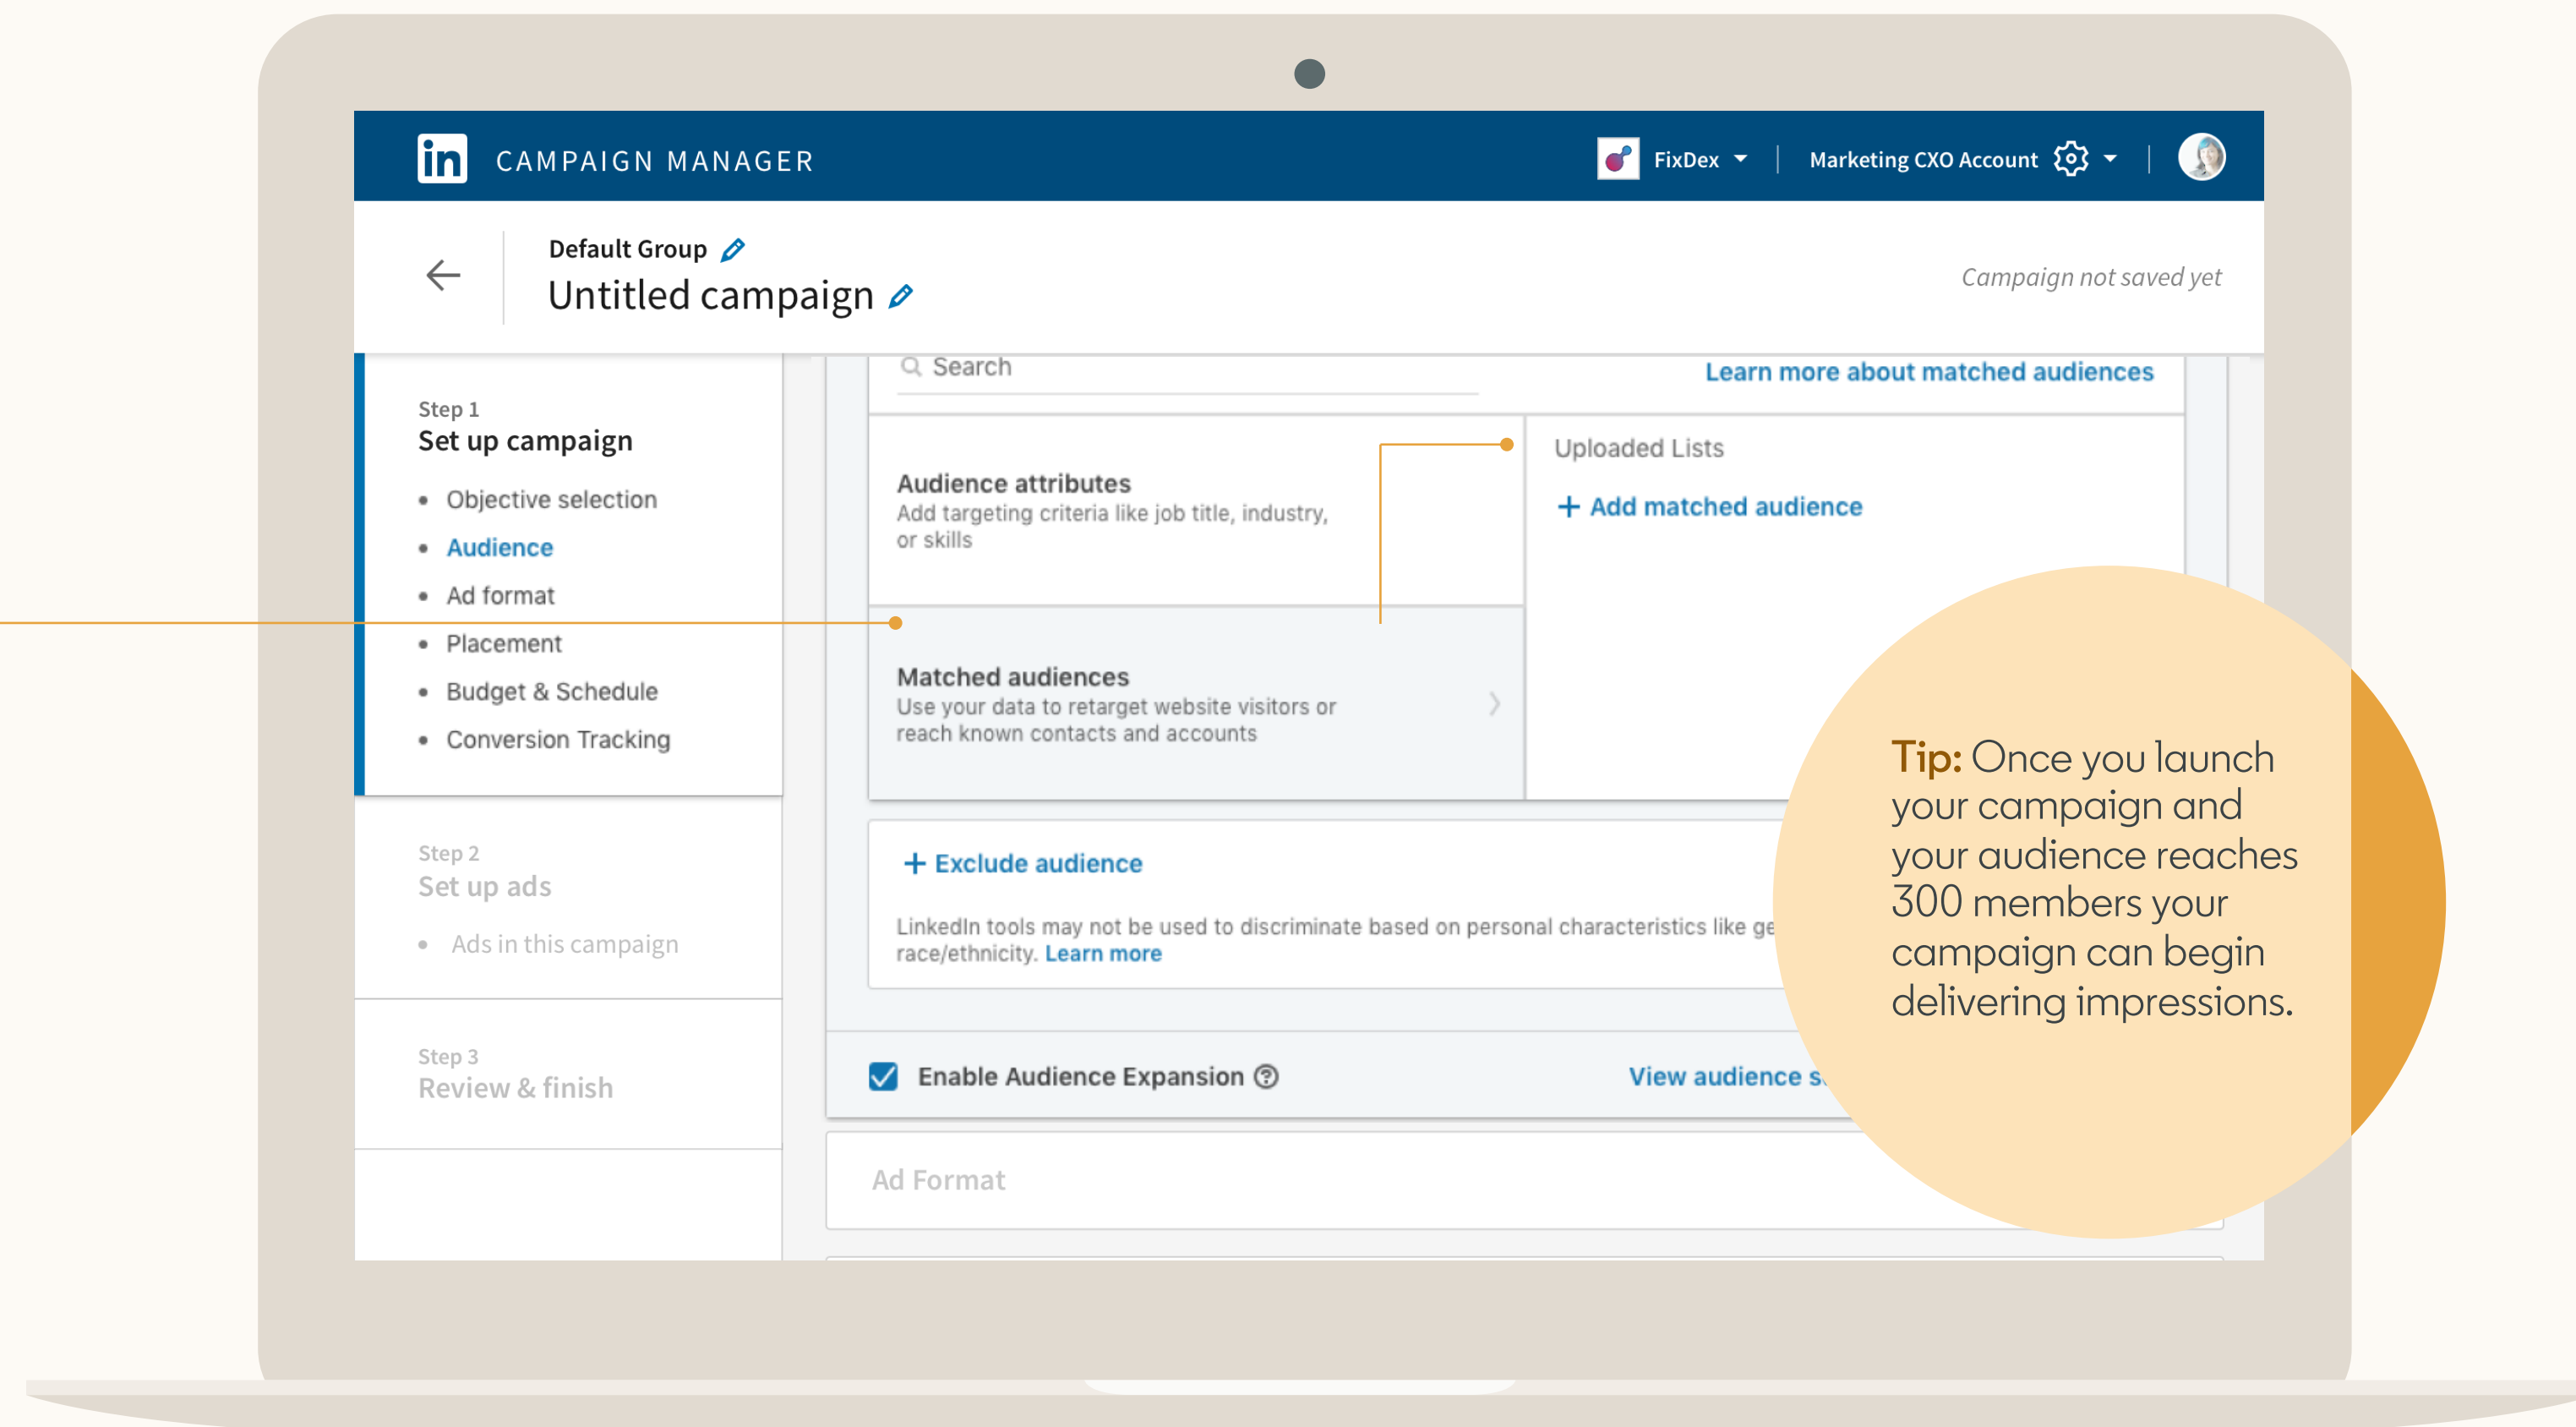 in CAMPAIGN MANAGER
FixDex
Marketing CXO Account
Default Group
Untitled campaign
Campaign not saved yet
Step 1
Set up campaign
Objective selection
Audience
Ad format
Placement
Budget & Schedule
Conversion Tracking
Step 2
Set up ads
Ads in this campaign
Step 3
Review & finish
Search
Learn more about matched audiences
Audience attributes
Add targeting criteria like job title, industry,
or skills
Matched audiences
Use your data to retarget website visitors or
reach known contacts and accounts
Uploaded Lists
+ Add matched audience
+ Exclude audience
LinkedIn tools may not be used to discriminate based on personal characteristics like
race/ethnicity. Learn more
Enable Audience Expansion
View audience
Ad Format
Tip: Once you launch
your campaign and
your audience reaches
300 members your
campaign can begin
delivering impressions.